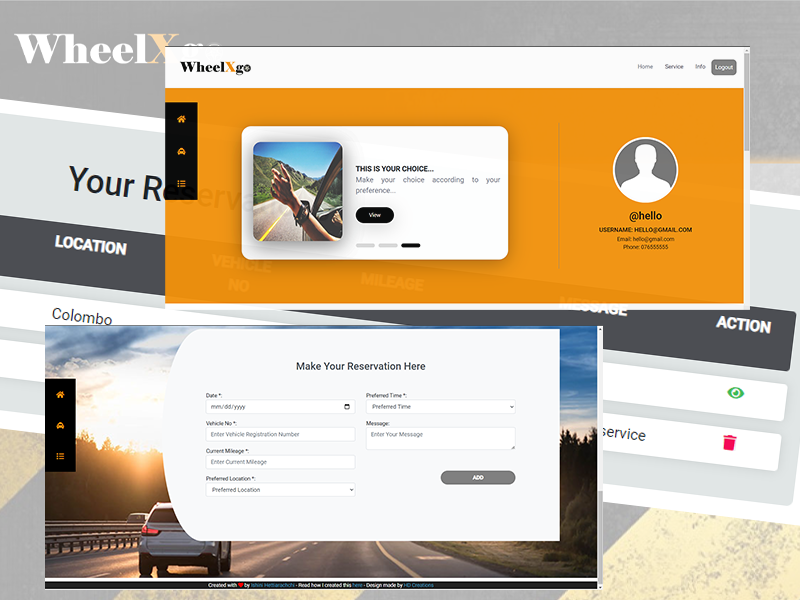 WheelXgo
WheelXgo
Home Service Info Logout
THIS IS YOUR CHOICE...
Make your choice according to your
preference...
View
@hello
USERNAME: HELLO@GMAIL.COM
Email: hello@gmail.com
Phone: 076555555
Your Reserva
LOCATION
VEHICLE
NO
MILEAGE
MESSAGE
ACTION
Colombo
service
Make Your Reservation Here
Date *:
mm/dd/yyyy
Vehicle No *:
Enter Vehicle Registration Number
Current Mileage *:
Enter Current Mileage
Preferred Location *:
Preferred Location
Preferred Time *:
Preferred Time
Message:
Enter Your Message
ADD
Created with ❤ by Ishini Hettiarachchi - Read how I created this here - Design made by HD Creations